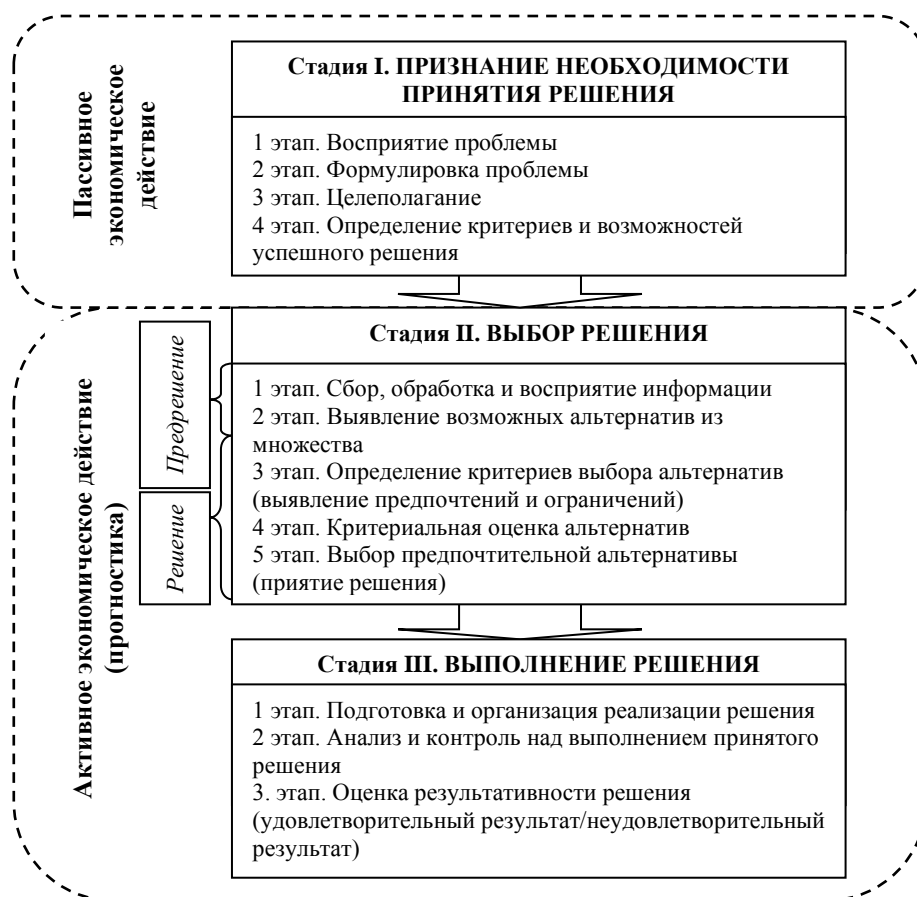 Пассивное
экономическое
действие
Стадия I. ПРИЗНАНИЕ НЕОБХОДИМОСТИ
ПРИНЯТИЯ РЕШЕНИЯ
1 этап. Восприятие проблемы
2 этап. Формулировка проблемы
3 этап. Целеполагание
4 этап. Определение критериев и возможностей
успешного решения
Активное экономическое действие
(прогностика)
Предрешение
Решение
Стадия II. ВЫБОР РЕШЕНИЯ
1 этап. Сбор, обработка и восприятие информации
2 этап. Выявление возможных альтернатив из
множества
3 этап. Определение критериев выбора альтернатив
(выявление предпочтений и ограничений)
4 этап. Критериальная оценка альтернатив
5 этап. Выбор предпочтительной альтернативы
(приятие решения)
Стадия III. ВЫПОЛНЕНИЕ РЕШЕНИЯ
1 этап. Подготовка и организация реализации решения
2 этап. Анализ и контроль над выполнением принятого
решения
3. этап. Оценка результативности решения
(удовлетворительный результат/неудовлетворительный
результат)